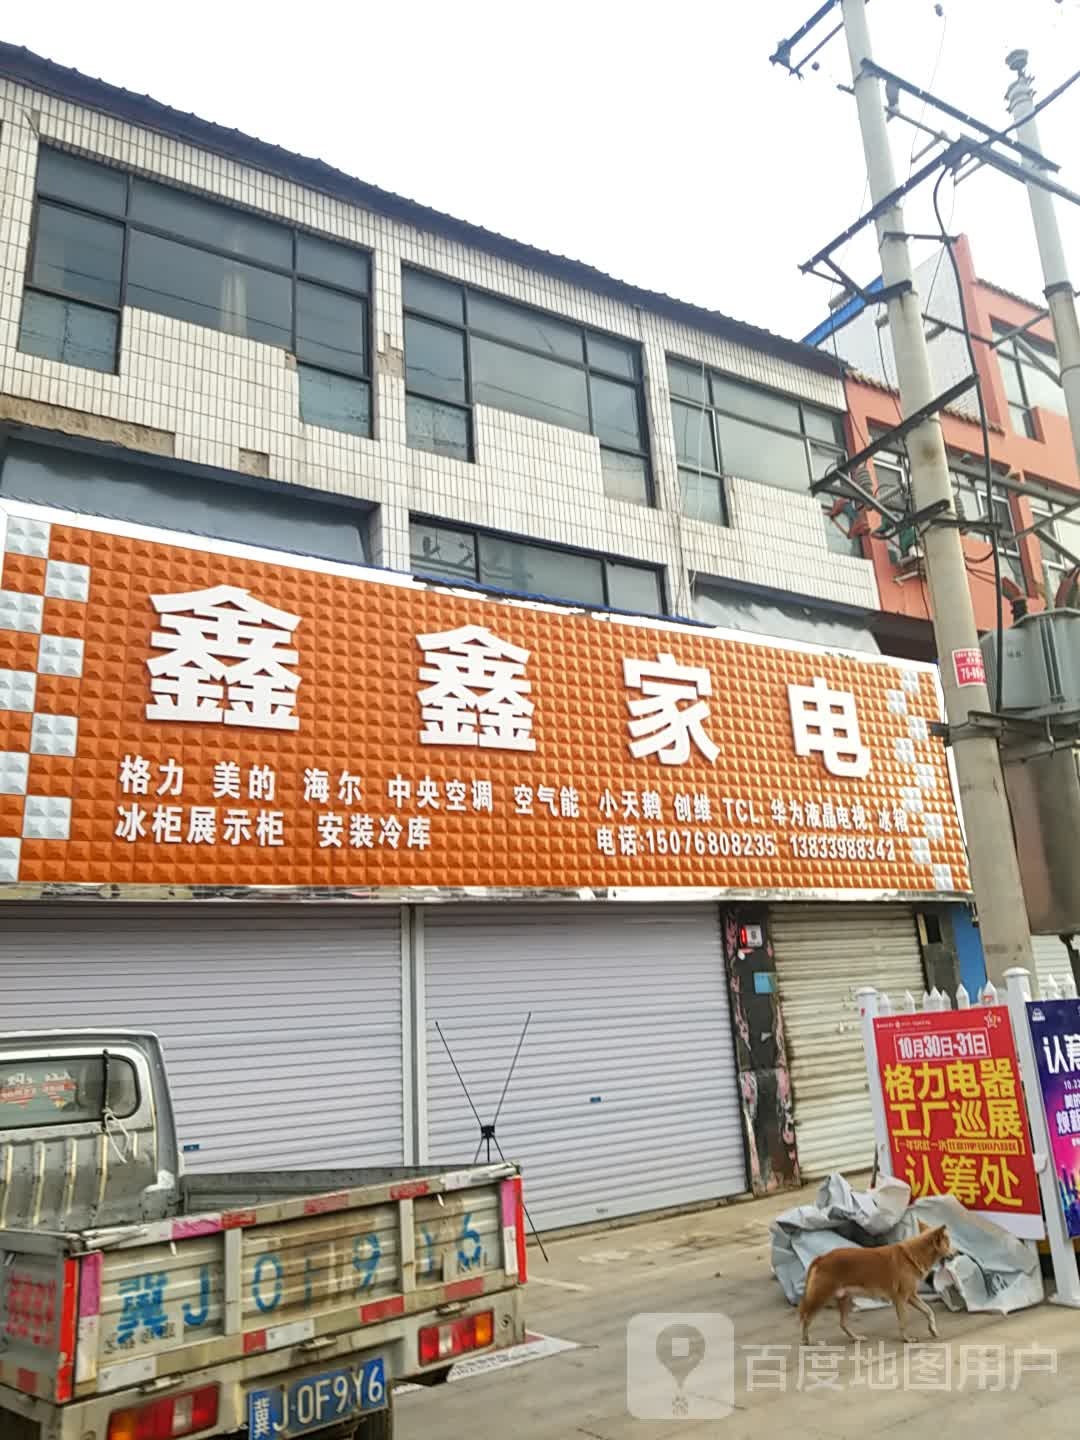 鑫鑫家电
格力 美的 海尔 中央空调 空气能 小天鹅 创维 TCL. 华为液晶电视. 冰箱
冰柜展示柜 安装冷库 电话:15076808235 13833988342
10月30日-31日
格力电器
工厂巡展
认筹处
认筹
冀J 0F9Y6
冀J·0F9Y6
百度地图用户